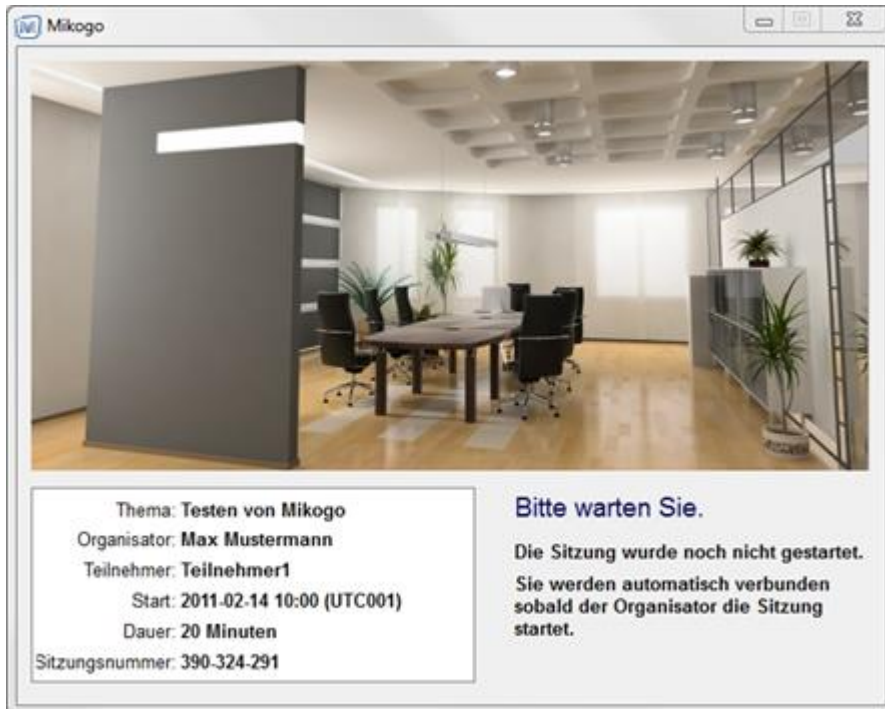 Mikogo
Thema: Testen von Mikogo
Organisator: Max Mustermann
Teilnehmer: Teilnehmer1
Start: 2011-02-14 10:00 (UTC001)
Dauer: 20 Minuten
Sitzungsnummer: 390-324-291
Bitte warten Sie.
Die Sitzung wurde noch nicht gestartet.
Sie werden automatisch verbunden
sobald der Organisator die Sitzung
startet.